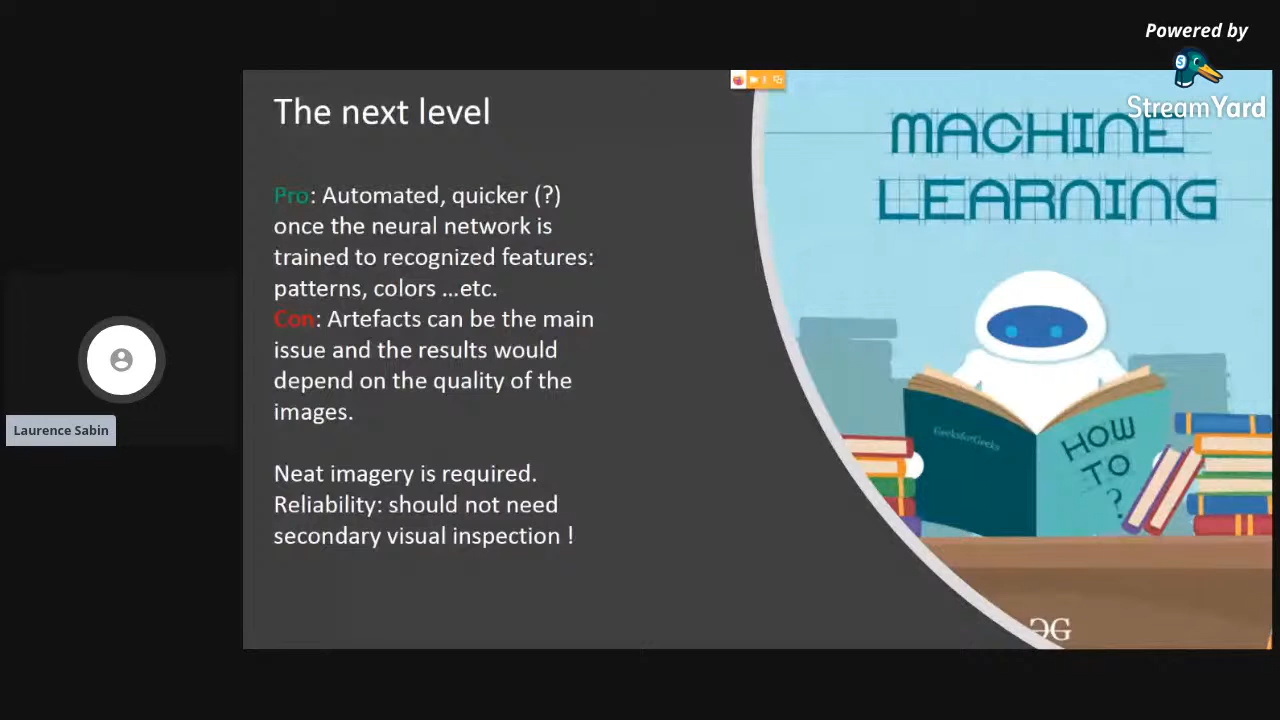 Powered by
StreamYard
The next level
Pro: Automated, quicker (?)
once the neural network is
trained to recognized features:
patterns, colors ...etc.
Con: Artefacts can be the main
issue and the results would
depend on the quality of the
images.
Neat imagery is required.
Reliability: should not need
secondary visual inspection !
MACHINE
LEARNING
GeeksforGeeks
HOW
TO
?
Laurence Sabin